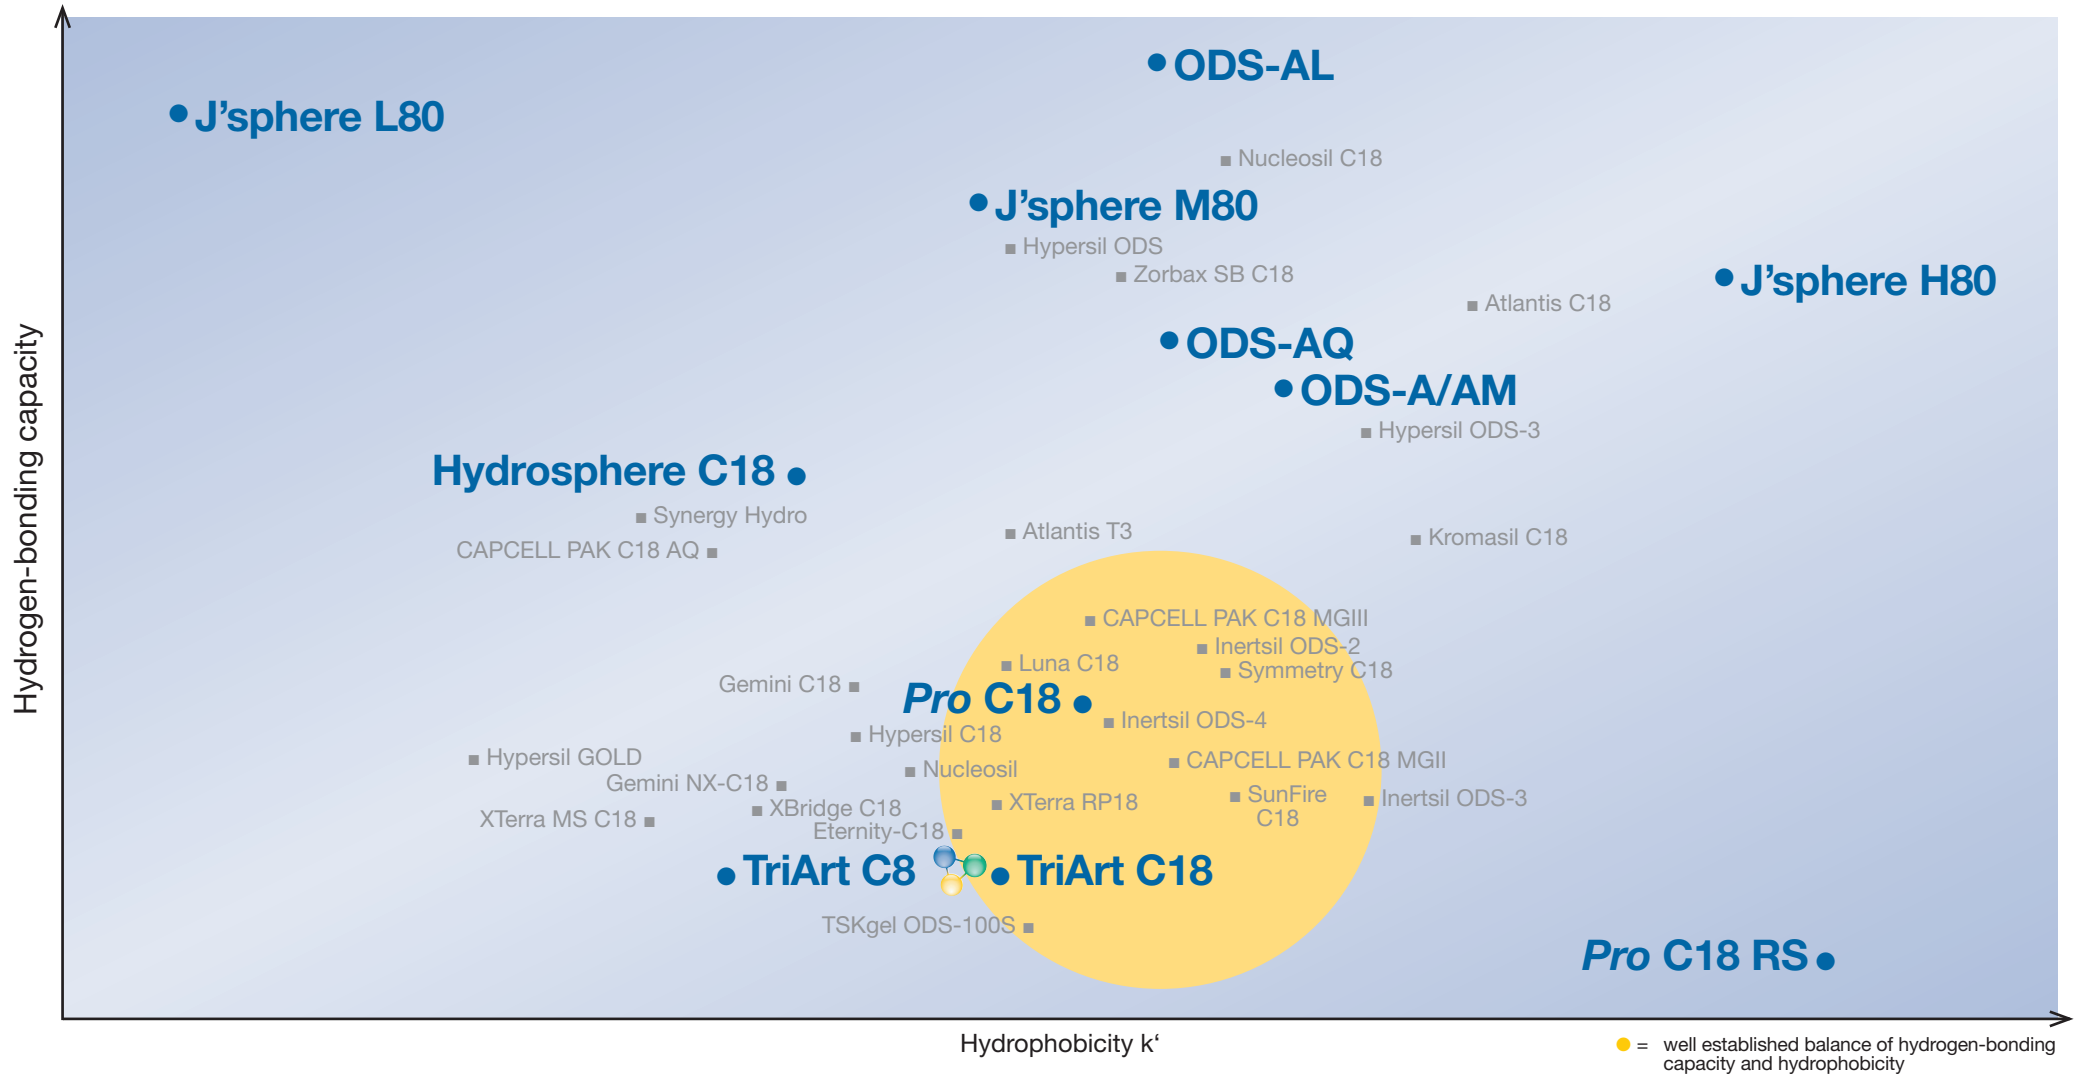 ODS-AL
J’sphere L80
Nucleosil C18
J’sphere M80
Hypersil ODS
Zorbax SB C18
J’sphere H80
Atlantis C18
ODS-AQ
ODS-A/AM
Hypersil ODS-3
Hydrosphere C18
Synergy Hydro
Atlantis T3
Kromasil C18
CAPCELL PAK C18 AQ
CAPCELL PAK C18 MGIII
Inertsil ODS-2
Luna C18
Symmetry C18
Gemini C18
Pro C18
Inertsil ODS-4
Hypersil C18
Hypersil GOLD
CAPCELL PAK C18 MGII
Nucleosil
Gemini NX-C18
SunFire
C18
Inertsil ODS-3
XTerra RP18
XBridge C18
XTerra MS C18
Eternity-C18
TriArt C8
TriArt C18
TSKgel ODS-100S
Pro C18 RS
Hydrogen-bonding capacity
Hydrophobicity k‘
= well established balance of hydrogen-bonding
capacity and hydrophobicity